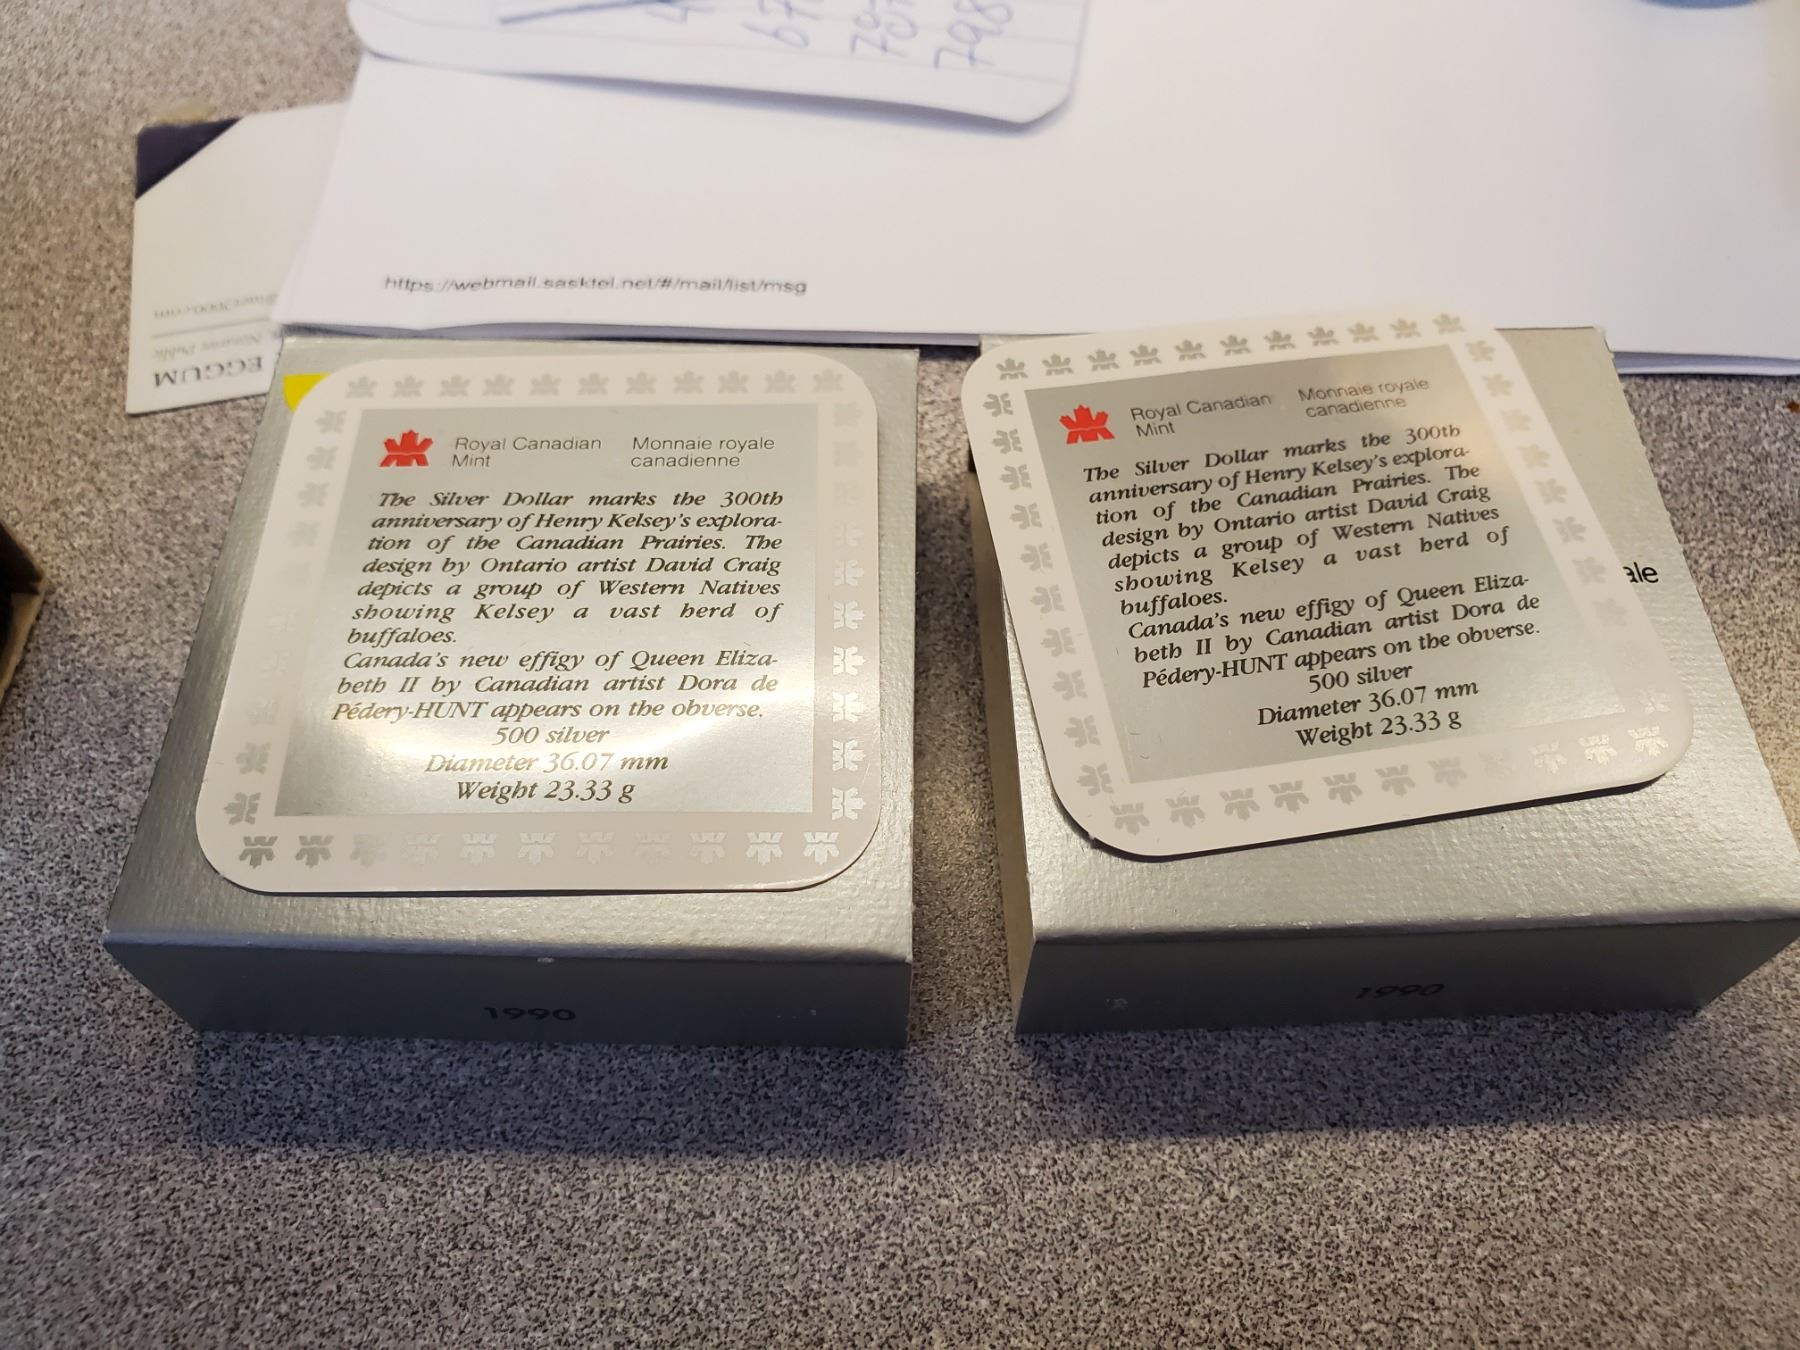 798
https://webmail.sasktel.net/#/mail/list/msg
Notary Public
EGGUM
Royal Canadian Mint
Monnaie royale canadienne
The Silver Dollar marks the 300th
anniversary of Henry Kelsey's explora-
tion of the Canadian Prairies. The
design by Ontario artist David Craig
depicts a group of Western Natives
showing Kelsey a vast herd of
buffaloes.
Canada's new effigy of Queen Eliza-
beth II by Canadian artist Dora de
Pédery-HUNT appears on the obverse.
500 silver
Diameter 36.07 mm
Weight 23.33 g
1990
Royal Canadian Mint
Monnaie royale canadienne
The Silver Dollar marks the 300th
anniversary of Henry Kelsey's explora-
tion of the Canadian Prairies. The
design by Ontario artist David Craig
depicts a group of Western Natives
showing Kelsey a vast herd of
buffaloes.
Canada's new effigy of Queen Eliza-
beth II by Canadian artist Dora de
Pédery-HUNT appears on the obverse.
500 silver
Diameter 36.07 mm
Weight 23.33 g
ale
1990